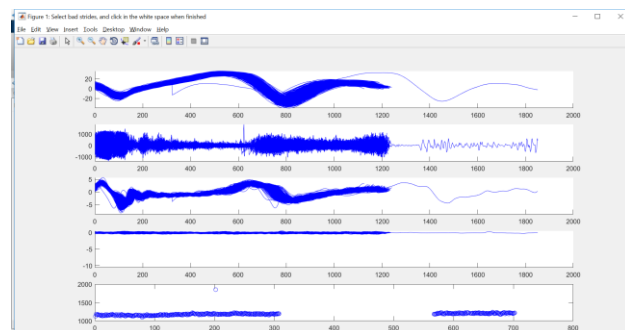 Figure 1: Select bad strides, and click in the white space when finished
File Edit View Insert Tools Desktop Window Help
20
0
-20
0 200 400 600 800 1000 1200 1400 1600 1800 2000
1000
0
-1000
0 200 400 600 800 1000 1200 1400 1600 1800 2000
5
0
-5
0 200 400 600 800 1000 1200 1400 1600 1800 2000
0
-5
-10
0 200 400 600 800 1000 1200 1400 1600 1800 2000
2000
1500
1000
0 100 200 300 400 500 600 700 800